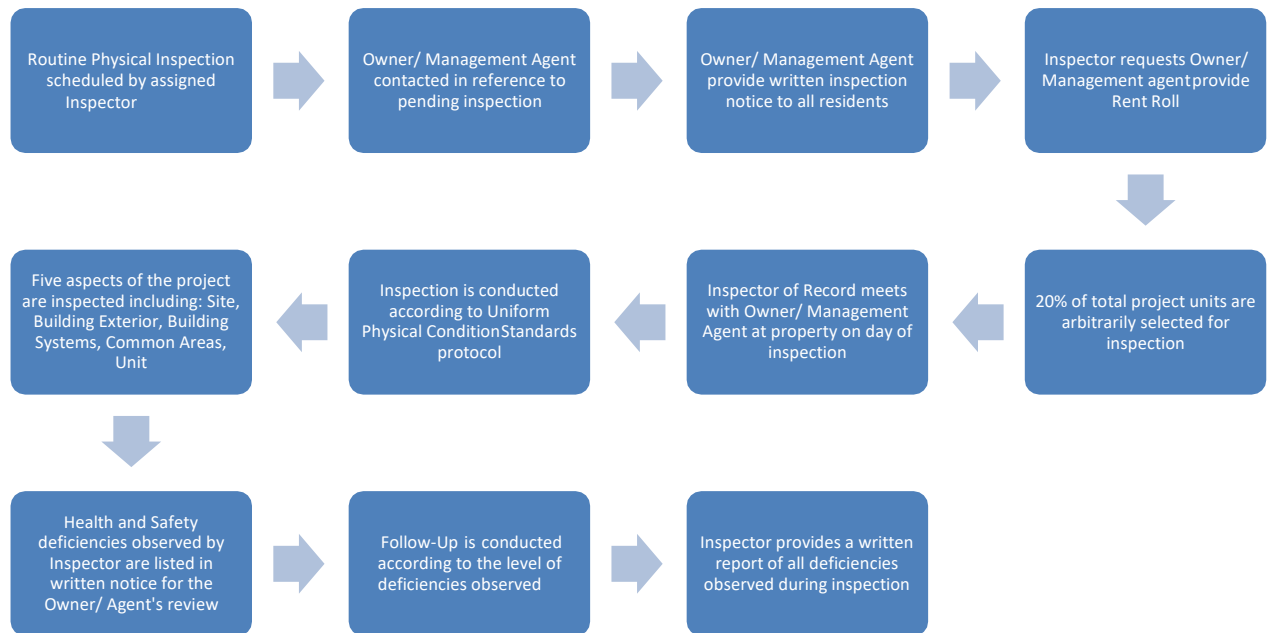 Routine Physical Inspection
scheduled by assigned
Inspector
Owner/ Management Agent
contacted in reference to
pending inspection
Owner/ Management Agent
provide written inspection
notice to all residents
Inspector requests Owner/
Management agent provide
Rent Roll
20% of total project units are
arbitrarily selected for
inspection
Inspector of Record meets
with Owner/ Management
Agent at property on day of
inspection
Inspection is conducted
according to Uniform
Physical Condition Standards
protocol
Five aspects of the project
are inspected including: Site,
Building Exterior, Building
Systems, Common Areas,
Unit
Health and Safety
deficiencies observed by
Inspector are listed in
written notice for the
Owner/ Agent's review
Follow-Up is conducted
according to the level of
deficiencies observed
Inspector provides a written
report of all deficiencies
observed during inspection